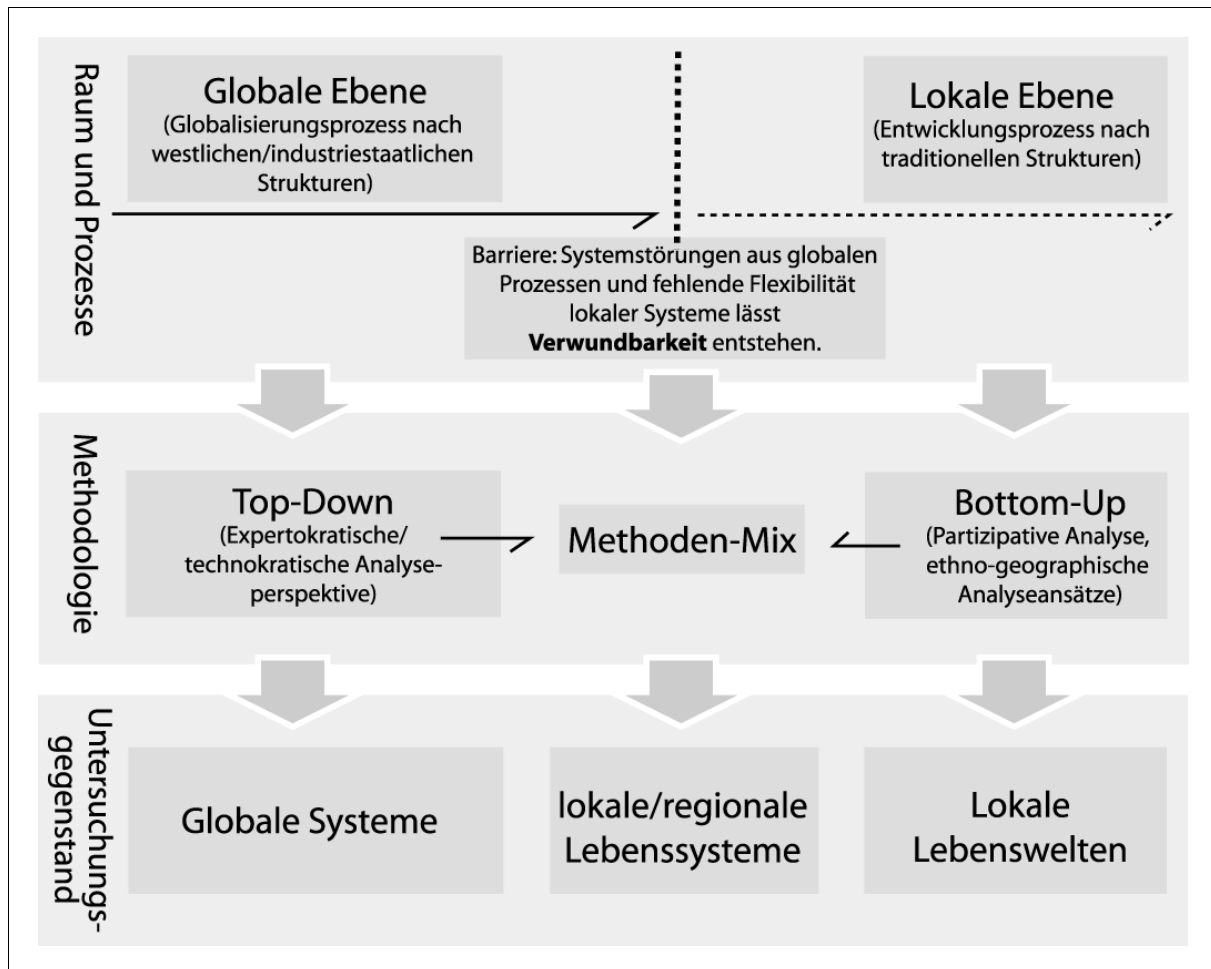 Raum und Prozesse
Globale Ebene
(Globalisierungsprozess nach
westlichen/industriestaatlichen
Strukturen)
Lokale Ebene
(Entwicklungsprozess nach
traditionellen Strukturen)
Barriere: Systemstörungen aus globalen
Prozessen und fehlende Flexibilität
lokaler Systeme lässt
Verwundbarkeit entstehen.
Methodologie
Top-Down
(Expertokratische/
technokratische Analyse-
perspektive)
Methoden-Mix
Bottom-Up
(Partizipative Analyse,
ethno-geographische
Analyseansätze)
Untersuchungs-
gegenstand
Globale Systeme
lokale/regionale
Lebenssysteme
Lokale
Lebenswelten